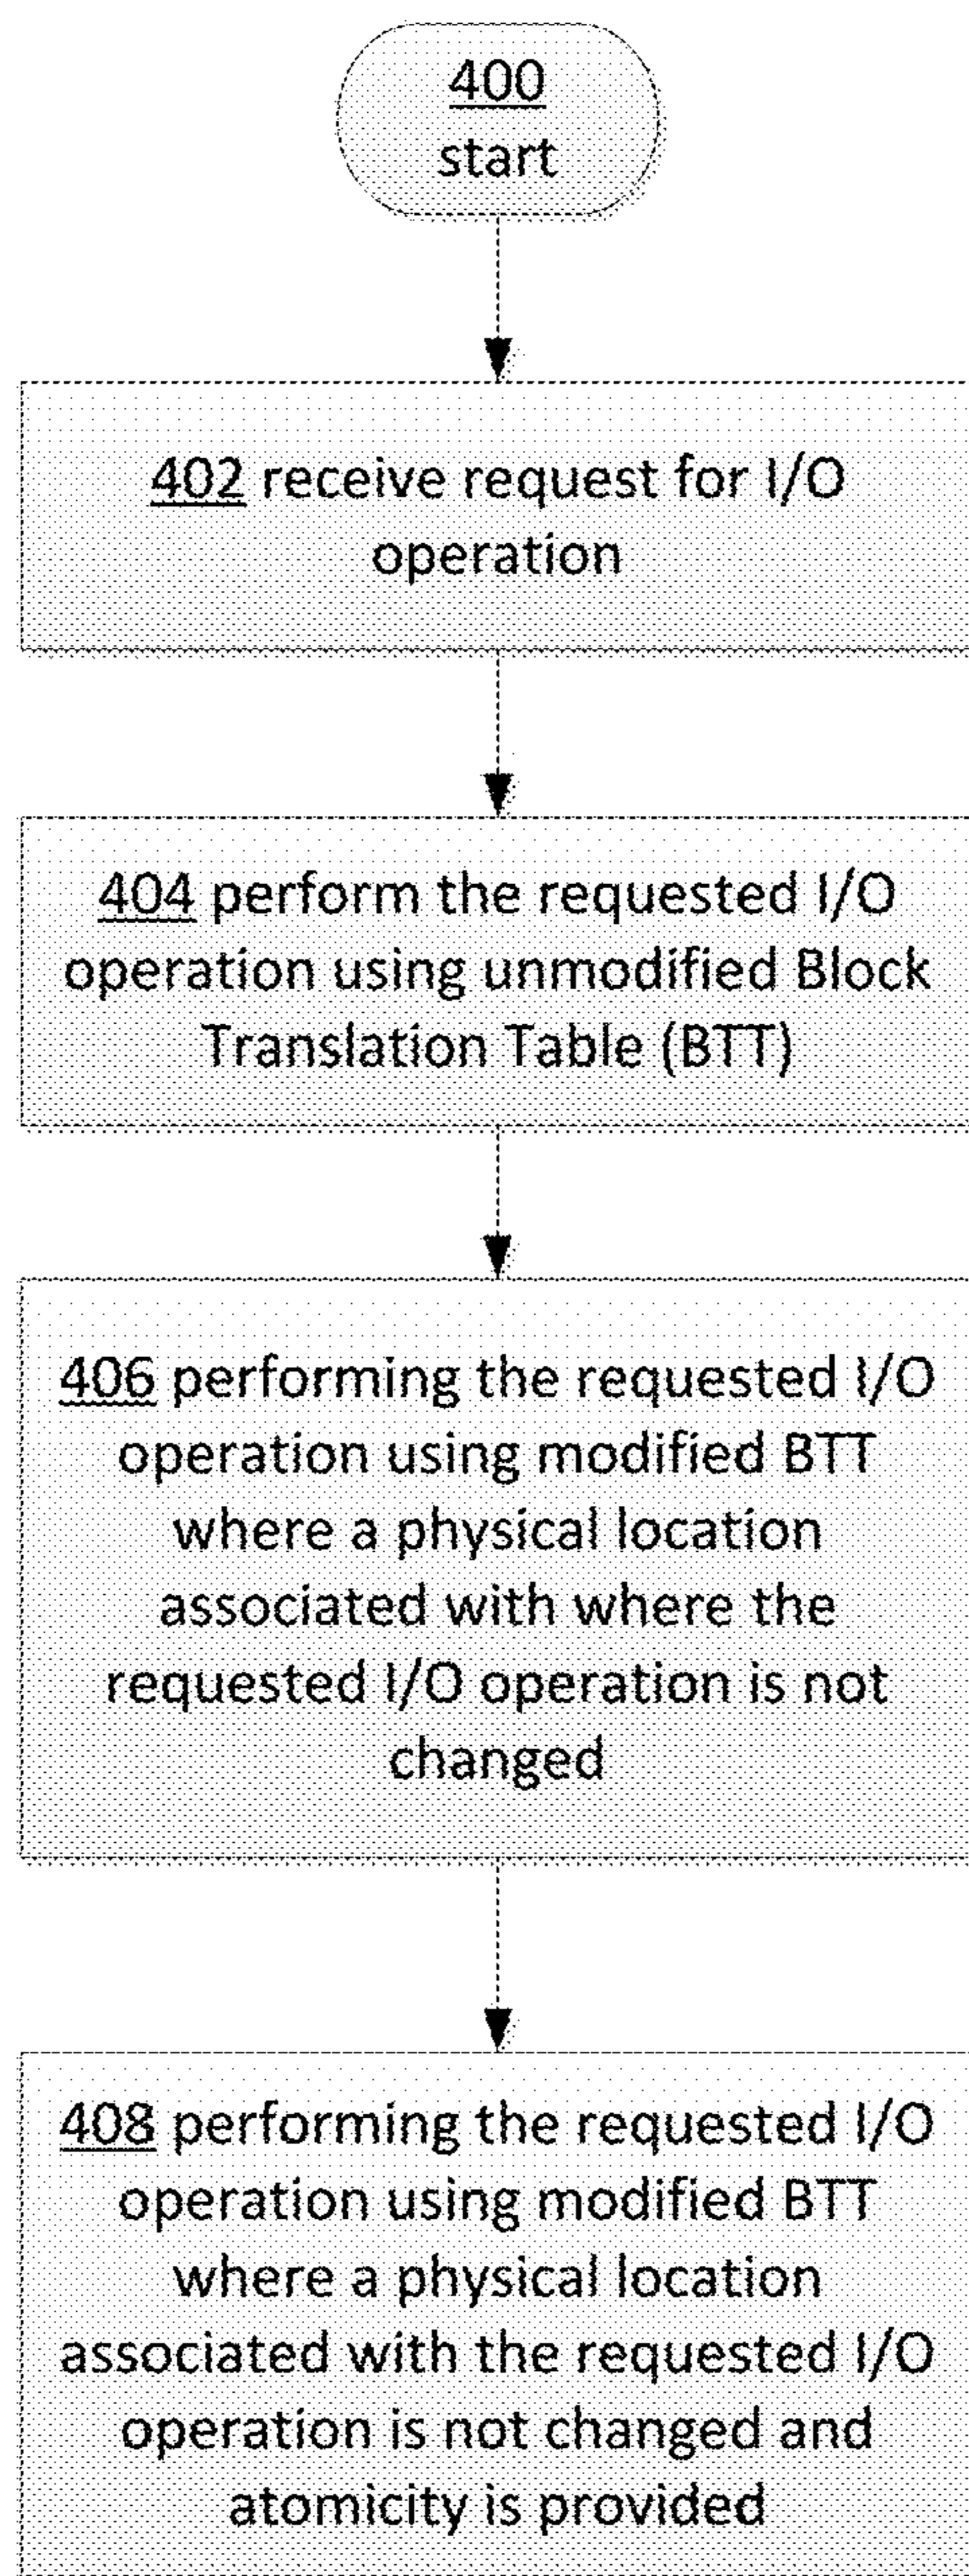 400
start
402 receive request for I/O
operation
404 perform the requested I/O
operation using unmodified Block
Translation Table (BTT)
406 performing the requested I/O
operation using modified BTT
where a physical location
associated with where the
requested I/O operation is not
changed
408 performing the requested I/O
operation using modified BTT
where a physical location
associated with the requested I/O
operation is not changed and
atomicity is provided